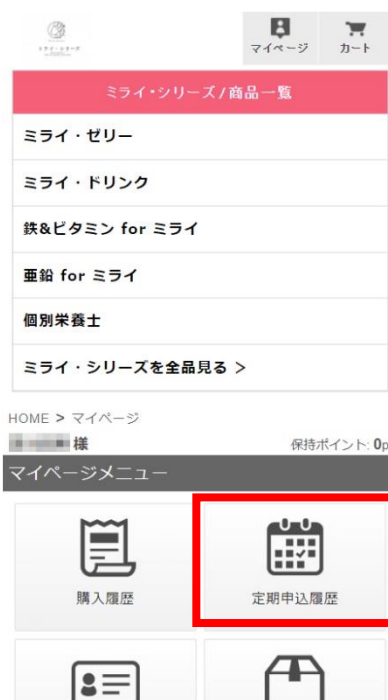 マイページ
カート
ミライ・シリーズ/商品一覧
ミライ・ゼリー
ミライ・ドリンク
鉄&ビタミン for ミライ
亜鉛 for ミライ
個別栄養士
ミライ・シリーズを全品見る >
HOME > マイページ
様
保持ポイント: 0p
マイページメニュー
購入履歴
定期申込履歴